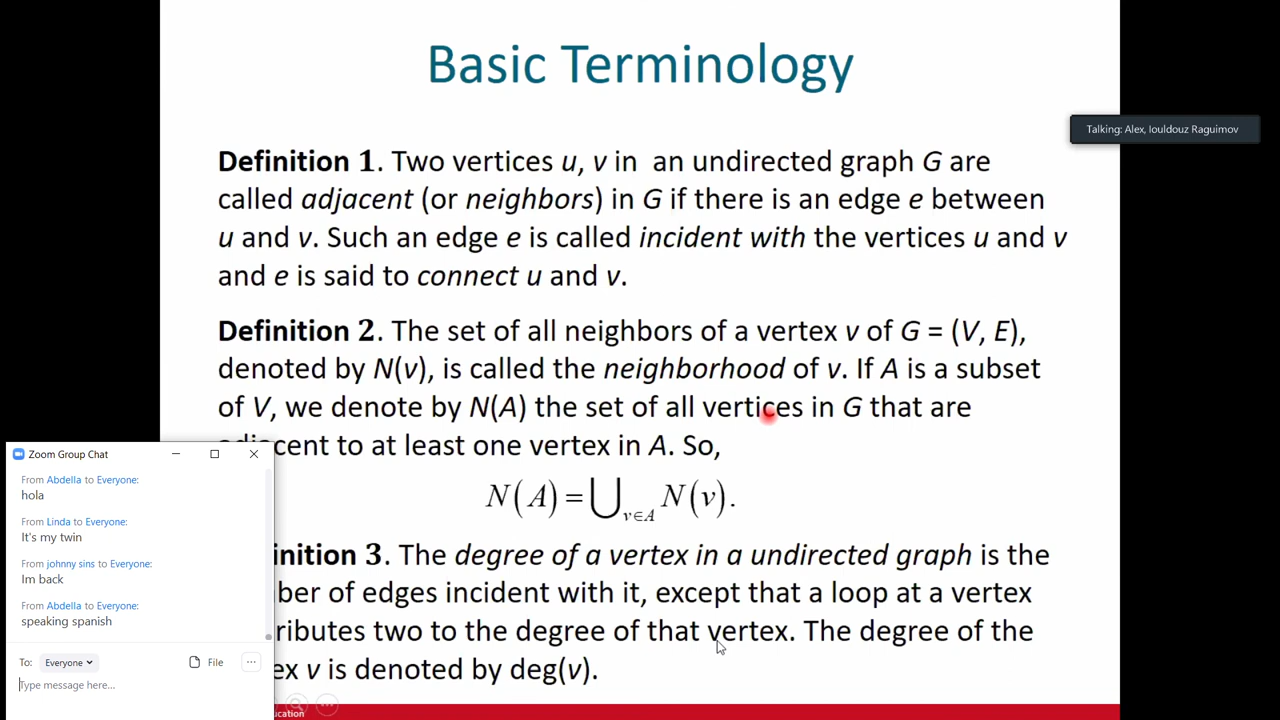 Basic Terminology
Talking: Alex, Iouldouz Raguimov
Definition 1. Two vertices u, v in an undirected graph G are
called adjacent (or neighbors) in G if there is an edge e between
u and v. Such an edge e is called incident with the vertices u and v
and e is said to connect u and v.
Definition 2. The set of all neighbors of a vertex v of G = (V, E),
denoted by N(v), is called the neighborhood of v. If A is a subset
of V, we denote by N(A) the set of all vertices in G that are
cent to at least one vertex in A. So,
N(A) = ⋃v∈A N(v).
inition 3. The degree of a vertex in a undirected graph is the
ber of edges incident with it, except that a loop at a vertex
ributes two to the degree of that vertex. The degree of the
ex v is denoted by deg(v).
ucation
Zoom Group Chat
From Abdella to Everyone:
hola
From Linda to Everyone:
It's my twin
From johnny sins to Everyone:
Im back
From Abdella to Everyone:
speaking spanish
To: Everyone File ...
Type message here...